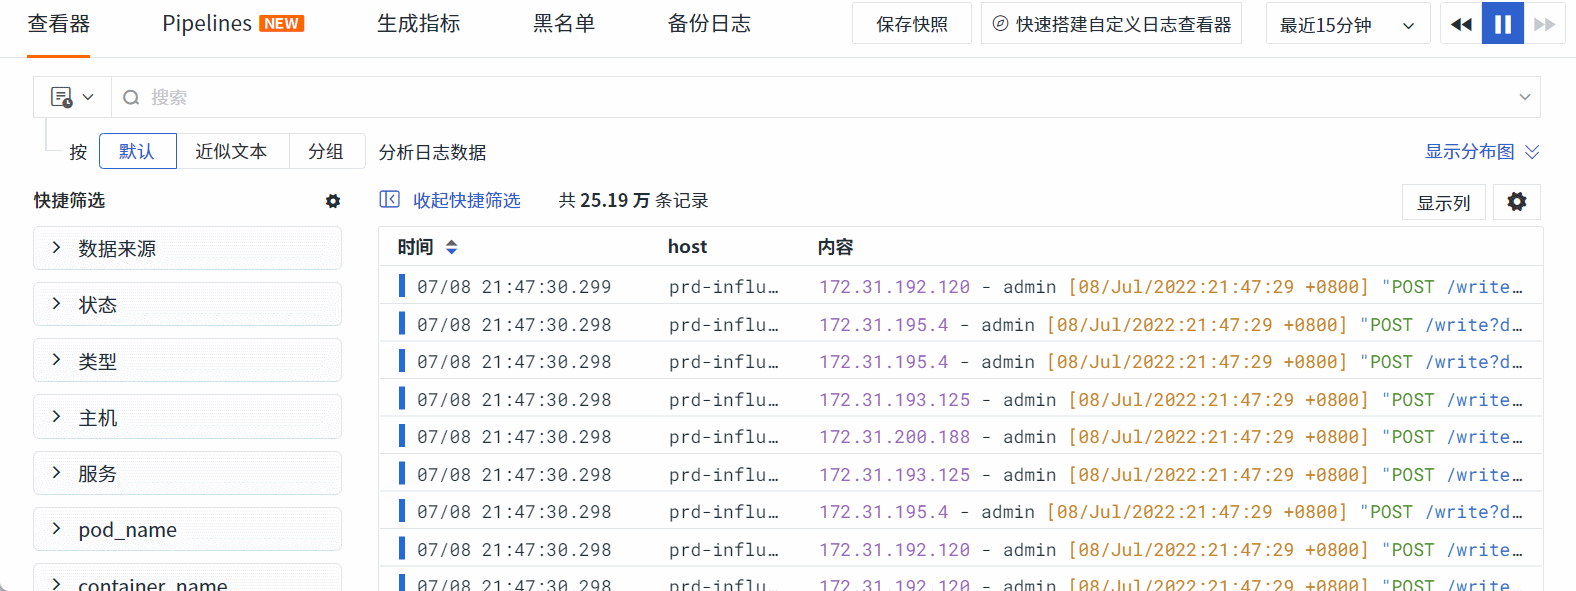 查看器 Pipelines NEW 生成指标 黑名单 备份日志 保存快照 快速搭建自定义日志查看器 最近15分钟
搜索
按 默认 近似文本 分组 分析日志数据 显示分布图
快捷筛选 收起快捷筛选 共 25.19 万 条记录 显示列
数据来源
状态
类型
主机
服务
pod_name
container_name
时间 host 内容
07/08 21:47:30.299 prd-influ… 172.31.192.120 - admin [08/Jul/2022:21:47:29 +0800] "POST /write…
07/08 21:47:30.298 prd-influ… 172.31.195.4 - admin [08/Jul/2022:21:47:29 +0800] "POST /write?d…
07/08 21:47:30.298 prd-influ… 172.31.195.4 - admin [08/Jul/2022:21:47:29 +0800] "POST /write?d…
07/08 21:47:30.298 prd-influ… 172.31.193.125 - admin [08/Jul/2022:21:47:29 +0800] "POST /write…
07/08 21:47:30.298 prd-influ… 172.31.200.188 - admin [08/Jul/2022:21:47:29 +0800] "POST /write…
07/08 21:47:30.298 prd-influ… 172.31.193.125 - admin [08/Jul/2022:21:47:29 +0800] "POST /write…
07/08 21:47:30.298 prd-influ… 172.31.195.4 - admin [08/Jul/2022:21:47:29 +0800] "POST /write?d…
07/08 21:47:30.298 prd-influ… 172.31.192.120 - admin [08/Jul/2022:21:47:29 +0800] "POST /write…
07/08 21:47:30.298 prd-influ… 172.31.192.120 - admin [08/Jul/2022:21:47:29 +0800] "POST /write…